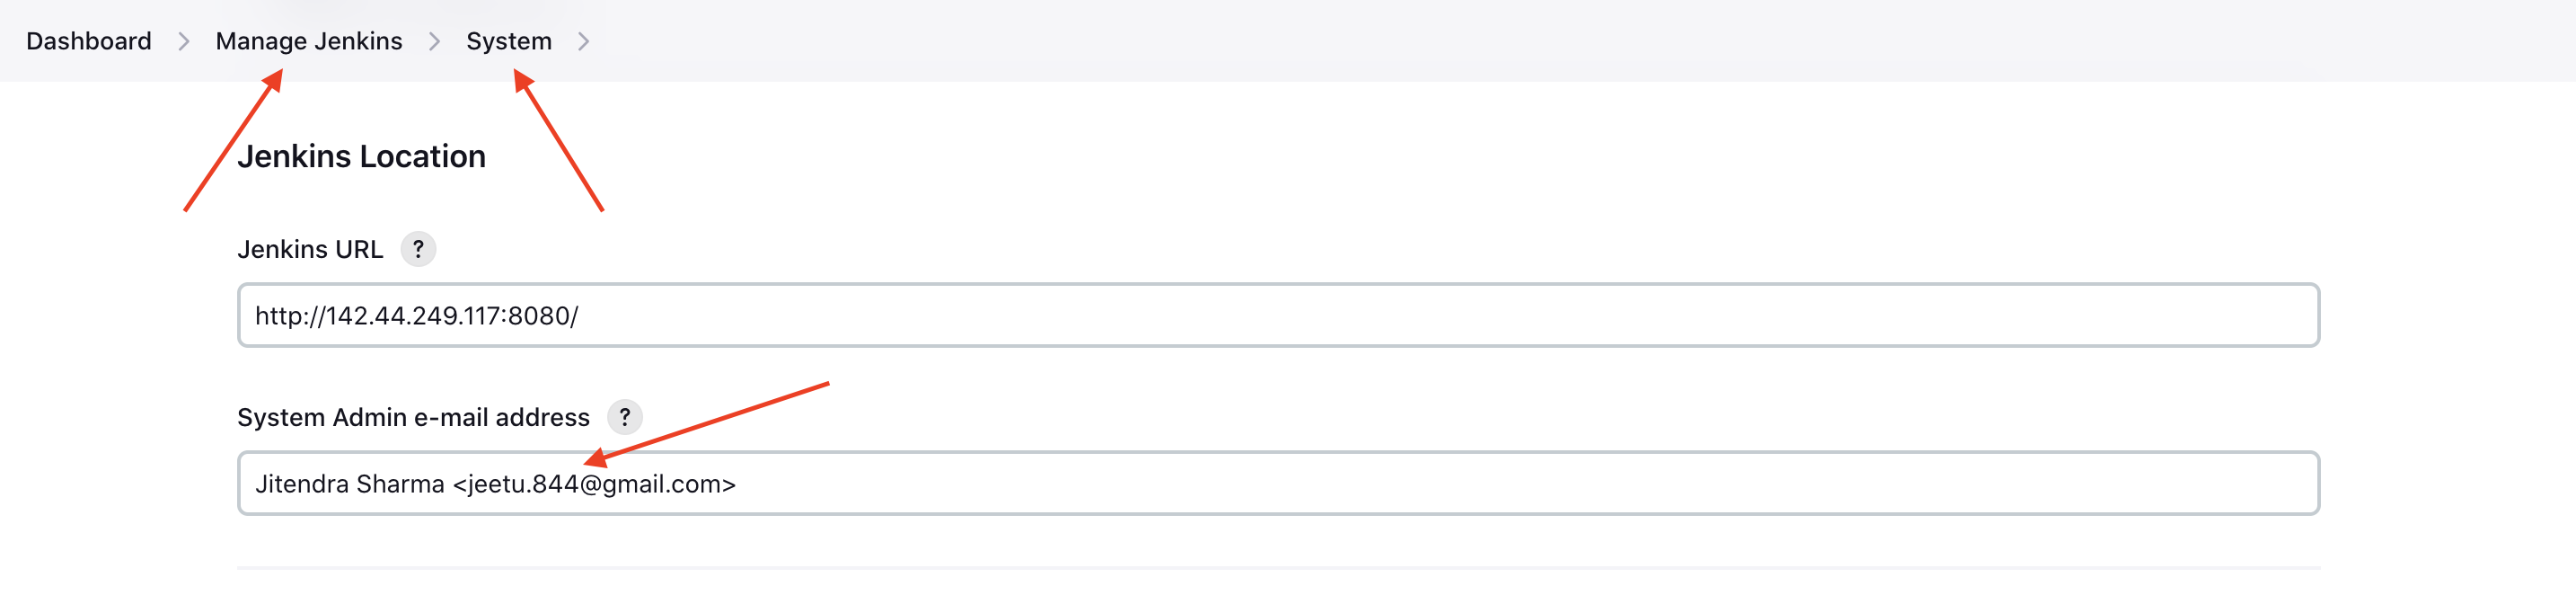 Dashboard > Manage Jenkins > System >
Jenkins Location
Jenkins URL ?
http://142.44.249.117:8080/
System Admin e-mail address ?
Jitendra Sharma <jeetu.844@gmail.com>